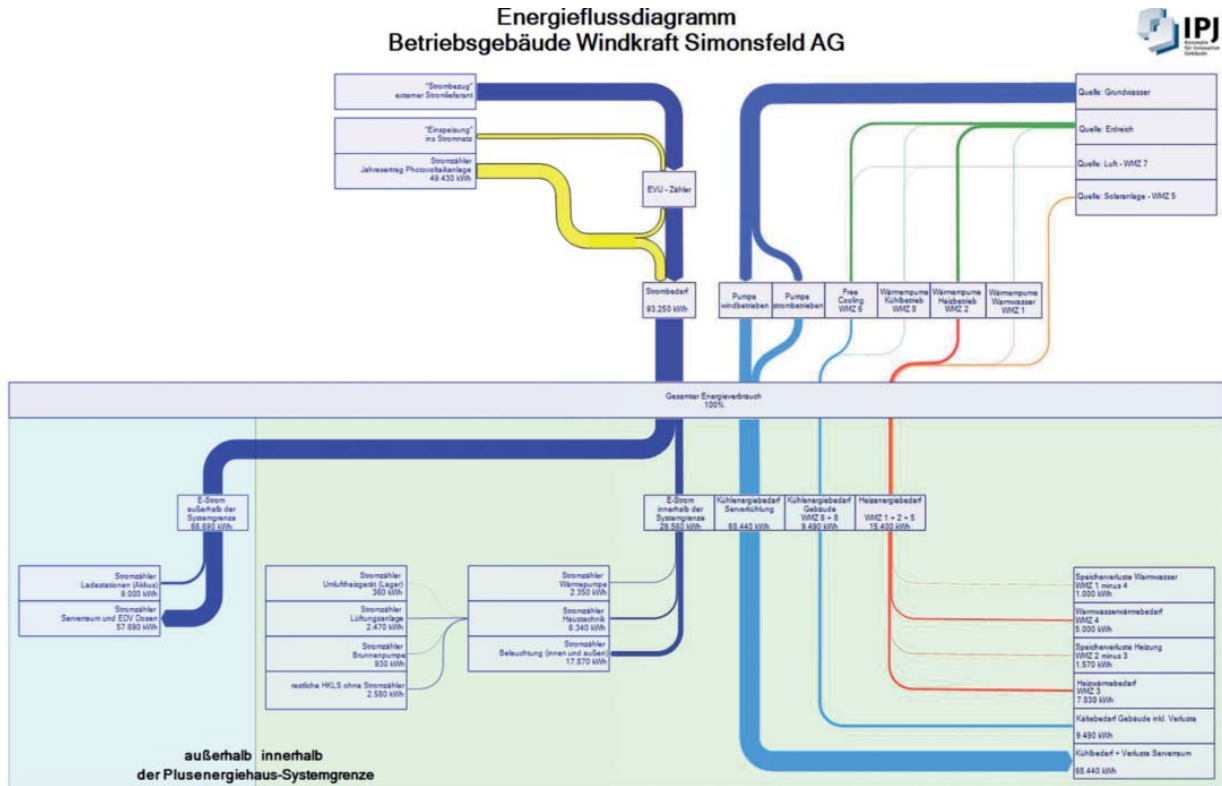 Energieflussdiagramm
Betriebsgebäude Windkraft Simonsfeld AG
IPJ
Konzepte
für Innovative
Gebäude
"Strombezug"
externer Stromlieferant
"Einspeisung"
ins Stromnetz
Stromzähler
Jahresertrag Photovoltaikanlage
49.430 kWh
EVU - Zähler
Quelle: Grundwasser
Quelle: Erdreich
Quelle: Luft - WMZ 7
Quelle: Solaranlage - WMZ 5
Strombedarf
93.250 kWh
Pumpe
windbetrieben
Pumpe
strombetrieben
Free
Cooling
WMZ 6
Wärmepume
Kühlbetrieb
WMZ 8
Wärmepume
Heizbetrieb
WMZ 2
Wärmepume
Warmwasser
WMZ 1
Gesamter Energieverbrauch
100%
E-Strom
außerhalb der
Systemgrenze
66.690 kWh
E-Strom
innerhalb der
Systemgrenze
26.560 kWh
Kühlenergiebedarf
Serverkühlung
68.440 kWh
Kühlenergiebedarf
Gebäude
WMZ 6 + 8
9.490 kWh
Heizenergiebedarf
WMZ 1 + 2 + 5
15.400 kWh
Stromzähler
Ladestationen (Akkus)
9.000 kWh
Stromzähler
Serverraum und EDV Dosen
57.690 kWh
Stromzähler
Umluftheizgerät (Lager)
360 kWh
Stromzähler
Lüftungsanlage
2.470 kWh
Stromzähler
Brunnenpumpe
930 kWh
restliche HKLS ohne Stromzähler
2.580 kWh
Stromzähler
Wärmepumpe
2.350 kWh
Stromzähler
Haustechnik
6.340 kWh
Stromzähler
Beleuchtung (innen und außen)
17.870 kWh
Speicherverluste Warmwasser
WMZ 1 minus 4
1.000 kWh
Warmwasserwärmebedarf
WMZ 4
5.000 kWh
Speicherverluste Heizung
WMZ 2 minus 3
1.570 kWh
Heizwärmebedarf
WMZ 3
7.830 kWh
Kältebedarf Gebäude inkl. Verluste
9.490 kWh
Kühlbedarf + Verluste Serverraum
68.440 kWh
außerhalb innerhalb
der Plusenergiehaus-Systemgrenze